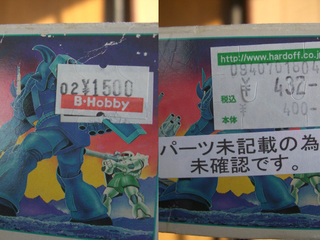 02 ¥1500
B·Hobby
http://www.hardoff.co.jp
税込 432-
本体 ¥ 400-
パーツ未記載の為
未確認です。